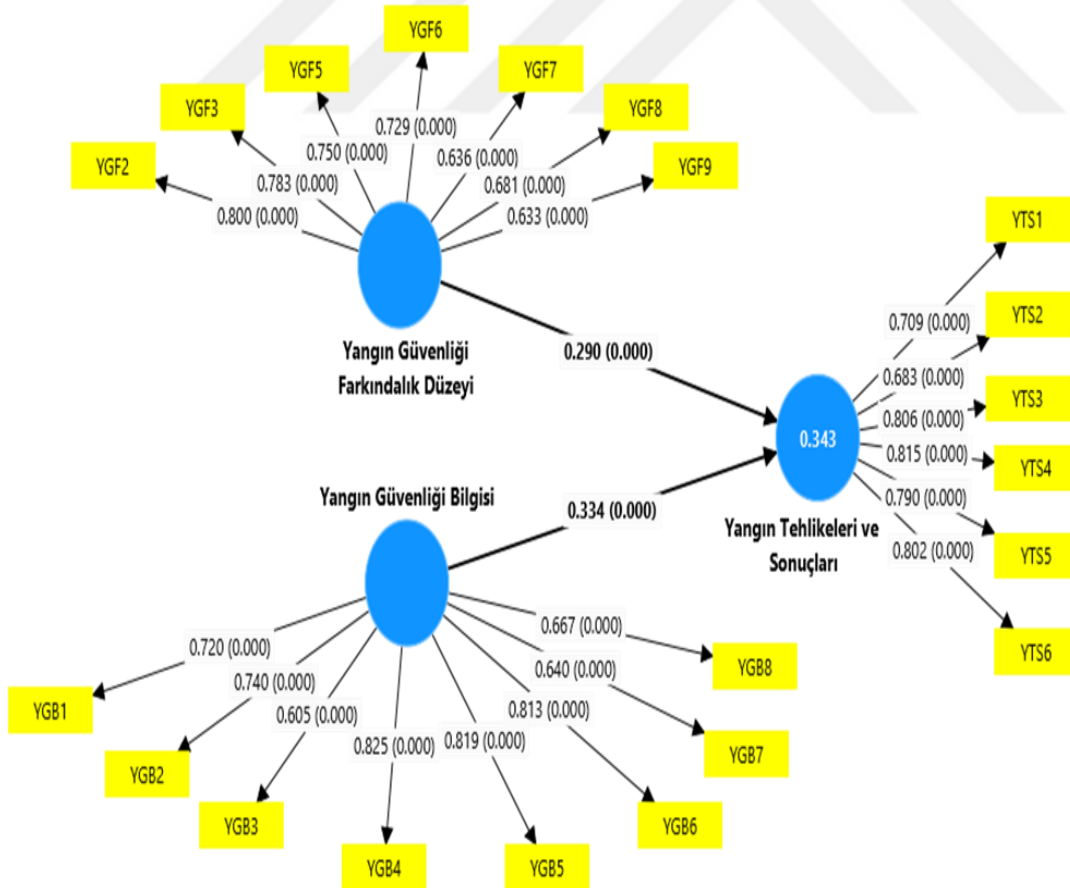 YGF6
YGF5
YGF7
YGF3
YGF8
YGF2
YGF9
0.729 (0.000)
0.750 (0.000)
0.636 (0.000)
0.783 (0.000)
0.681 (0.000)
0.800 (0.000)
0.633 (0.000)
Yangın Güvenliği
Farkındalık Düzeyi
0.290 (0.000)
YTS1
YTS2
YTS3
YTS4
YTS5
YTS6
0.709 (0.000)
0.683 (0.000)
0.806 (0.000)
0.815 (0.000)
0.790 (0.000)
0.802 (0.000)
0.343
Yangın Tehlikeleri ve
Sonuçları
Yangın Güvenliği Bilgisi
0.334 (0.000)
0.720 (0.000)
0.740 (0.000)
0.605 (0.000)
0.825 (0.000)
0.819 (0.000)
0.813 (0.000)
0.640 (0.000)
0.667 (0.000)
YGB1
YGB2
YGB3
YGB4
YGB5
YGB6
YGB7
YGB8